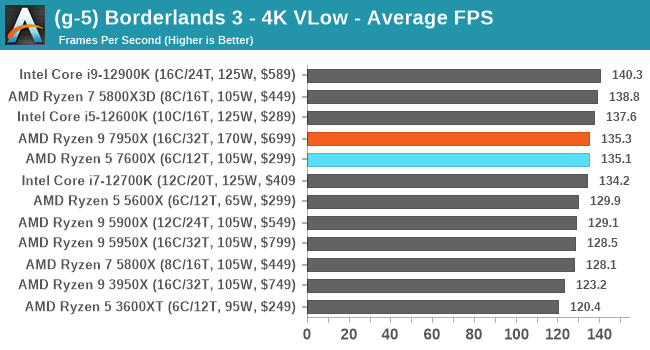 (g-5) Borderlands 3 - 4K VLow - Average FPS
Frames Per Second (Higher is Better)
Intel Core i9-12900K (16C/24T, 125W, $589) 140.3
AMD Ryzen 7 5800X3D (8C/16T, 105W, $449) 138.8
Intel Core i5-12600K (10C/16T, 125W, $289) 137.6
AMD Ryzen 9 7950X (16C/32T, 170W, $699) 135.3
AMD Ryzen 5 7600X (6C/12T, 105W, $299) 135.1
Intel Core i7-12700K (12C/20T, 125W, $409 134.2
AMD Ryzen 5 5600X (6C/12T, 65W, $299) 129.9
AMD Ryzen 9 5900X (12C/24T, 105W, $549) 129.1
AMD Ryzen 9 5950X (16C/32T, 105W, $799) 128.5
AMD Ryzen 7 5800X (8C/16T, 105W, $449) 128.1
AMD Ryzen 9 3950X (16C/32T, 105W, $749) 123.2
AMD Ryzen 5 3600XT (6C/12T, 95W, $249) 120.4
0 20 40 60 80 100 120 140